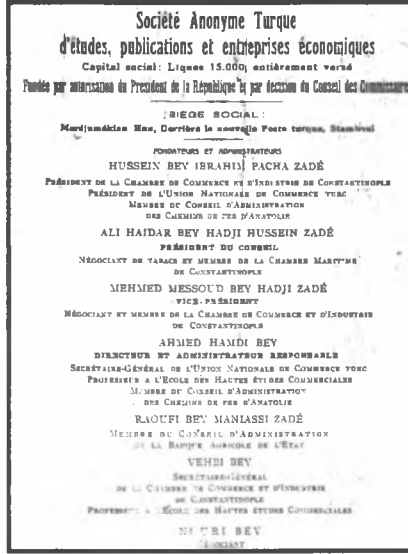 Société Anonyme Turque
d'études, publications et entreprises économiques
Capital social: Liques 15.000, entièrement versé
Fondée par autorisation du President de la République et par decision du Conseil des Commissaires
SIÈGE SOCIAL:
Merdjumékian Han, Derrière la nouvelle Poste turque, Stamboul
FONDATEURS ET ADMINISTRATEURS
HUSSEIN BEY IBRAHIM PACHA ZADÉ
PRÉSIDENT DE LA CHAMBRE DE COMMERCE ET D'INDUSTRIE DE CONSTANTINOPLE
PRÉSIDENT DE L'UNION NATIONALE DE COMMERCE TURC
MEMBRE DU CONSEIL D'ADMINISTRATION
DES CHEMINS DE FER D'ANATOLIE
ALI HAIDAR BEY HADJI HUSSEIN ZADÉ
PRÉSIDENT DU CONSEIL
NÉGOCIANT DE TABACS ET MEMBRE DE LA CHAMBRE MARITIME
DE CONSTANTINOPLE
MEHMED MESSOUD BEY HADJI ZADÉ
VICE-PRÉSIDENT
NÉGOCIANT ET MEMBRE DE LA CHAMBRE DE COMMERCE ET D'INDUSTRIE
DE CONSTANTINOPLE
AHMED HAMDI BEY
DIRECTEUR ET ADMINISTRATEUR RESPONSABLE
SECRÉTAIRE-GÉNÉRAL DE L'UNION NATIONALE DE COMMERCE TURC
PROFESSEUR A L'ECOLE DES HAUTES ÉTUDES COMMERCIALES
MEMBRE DU CONSEIL D'ADMINISTRATION
DES CHEMINS DE FER D'ANATOLIE
RAOUFI BEY MANIASSI ZADÉ
MEMBRE DU CONSEIL D'ADMINISTRATION
DE LA BANQUE AGRICOLE DE L'ETAT
VEHBI BEY
SECRÉTAIRE-GÉNÉRAL
DE LA CHAMBRE DE COMMERCE ET D'INDUSTRIE
DE CONSTANTINOPLE
PROFESSEUR A L'ÉCOLE DES HAUTES ÉTUDES COMMERCIALES
NOURI BEY
NÉGOCIANT